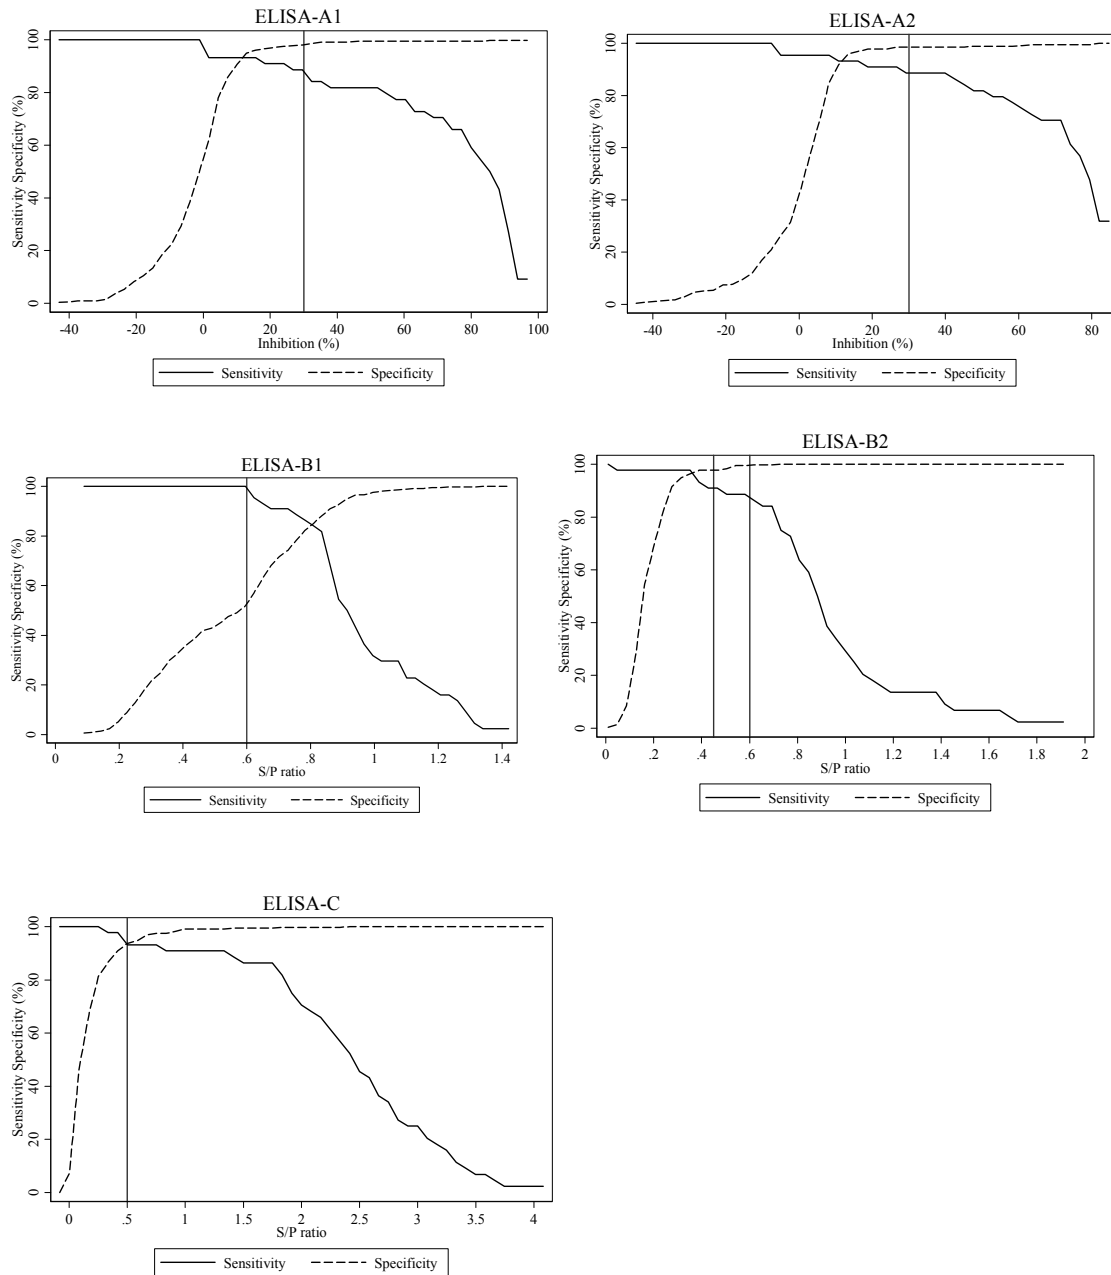 ELISA-A1
Sensitivity Specificity (%)
100
80
60
40
20
0
-40 -20 0 20 40 60 80 100
Inhibition (%)
Sensitivity Specificity
ELISA-A2
Sensitivity Specificity (%)
100
80
60
40
20
0
-40 -20 0 20 40 60 80
Inhibition (%)
Sensitivity Specificity
ELISA-B1
Sensitivity Specificity (%)
100
80
60
40
20
0
0 .2 .4 .6 .8 1 1.2 1.4
S/P ratio
Sensitivity Specificity
ELISA-B2
Sensitivity Specificity (%)
100
80
60
40
20
0
0 .2 .4 .6 .8 1 1.2 1.4 1.6 1.8 2
S/P ratio
Sensitivity Specificity
ELISA-C
Sensitivity Specificity (%)
100
80
60
40
20
0
0 .5 1 1.5 2 2.5 3 3.5 4
S/P ratio
Sensitivity Specificity